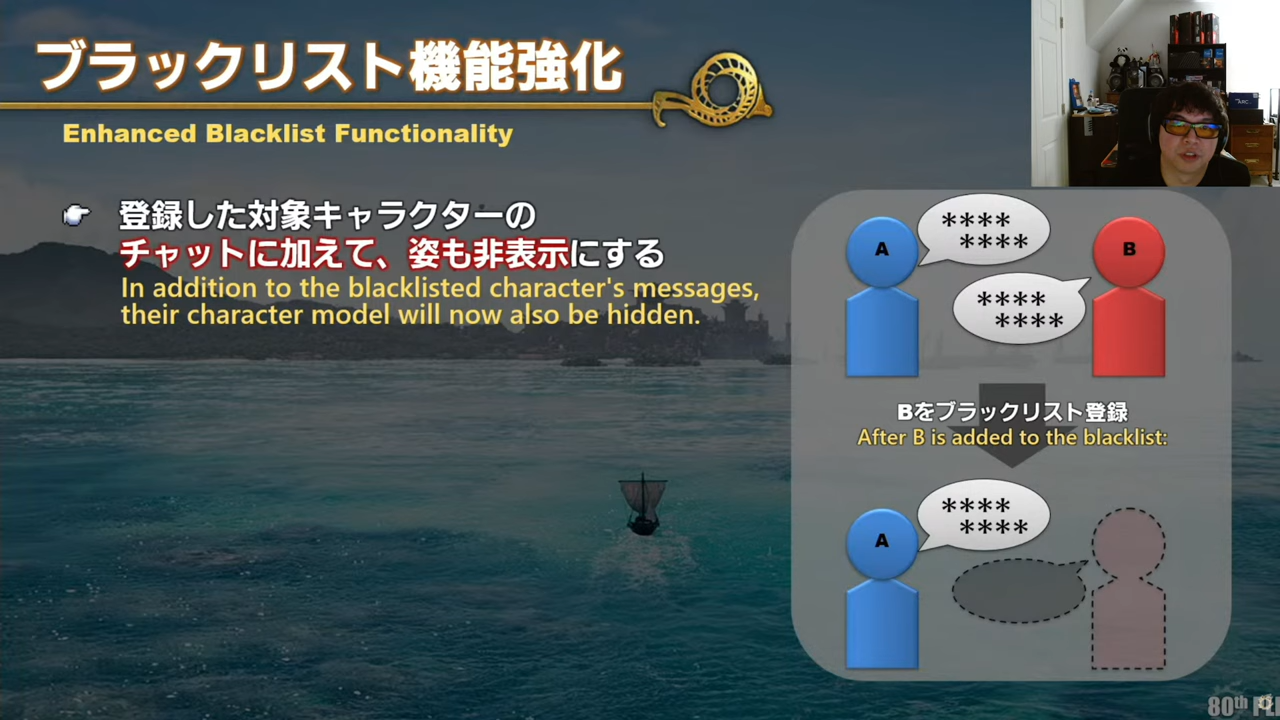 ブラックリスト機能強化
Enhanced Blacklist Functionality
登録した対象キャラクターの
チャットに加えて、姿も非表示にする
In addition to the blacklisted character's messages,
their character model will now also be hidden.
A
****
****
B
****
****
Bをブラックリスト登録
After B is added to the blacklist:
A
****
****
80th